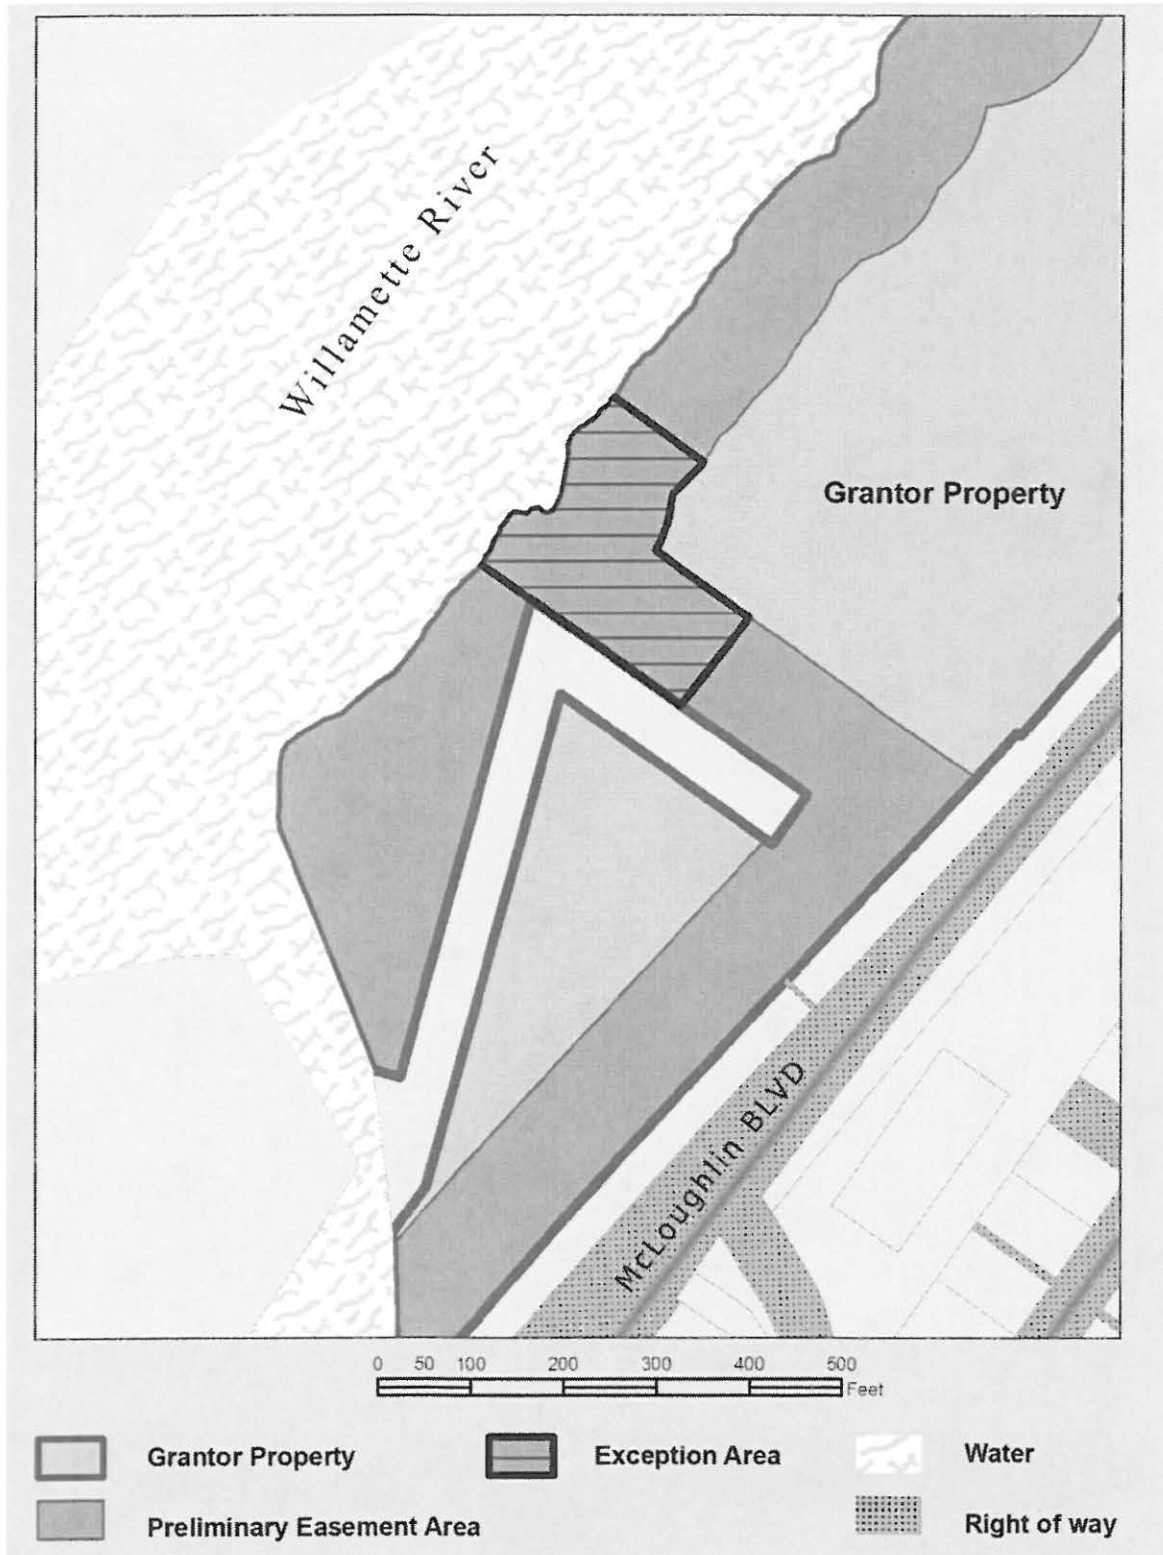 Willamette River
Grantor Property
McLoughlin BLVD
0 50 100 200 300 400 500
Feet
Grantor Property
Exception Area
Water
Preliminary Easement Area
Right of way